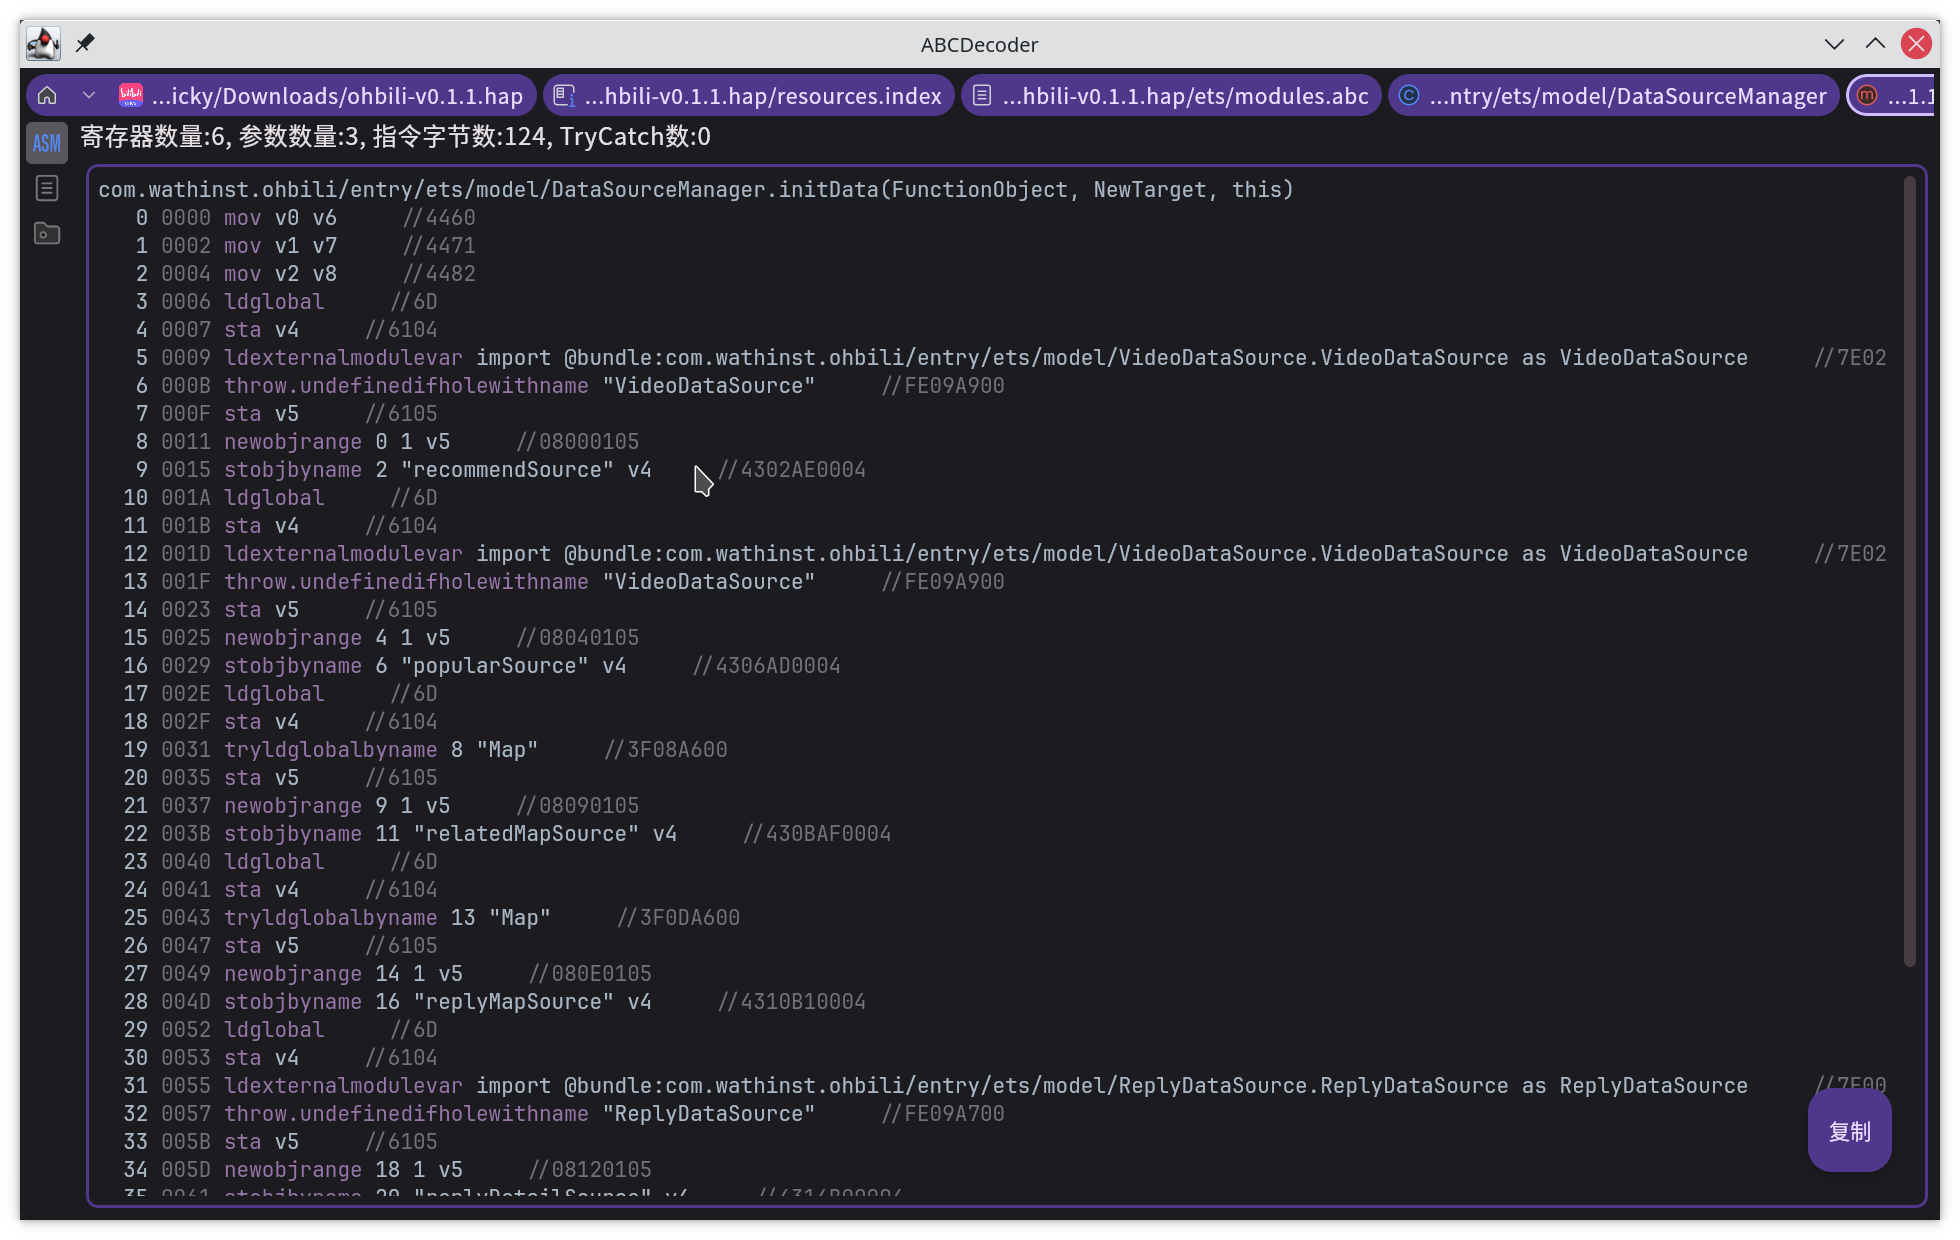 ABCDecoder
...icky/Downloads/ohbili-v0.1.1.hap ...hbili-v0.1.1.hap/resources.index ...hbili-v0.1.1.hap/ets/modules.abc ...ntry/ets/model/DataSourceManager ...1.1
ASM 寄存器数量:6, 参数数量:3, 指令字节数:124, TryCatch数:0
com.wathinst.ohbili/entry/ets/model/DataSourceManager.initData(FunctionObject, NewTarget, this)
0 0000 mov v0 v6 //4460
1 0002 mov v1 v7 //4471
2 0004 mov v2 v8 //4482
3 0006 ldglobal //6D
4 0007 sta v4 //6104
5 0009 ldexternalmodulevar import @bundle:com.wathinst.ohbili/entry/ets/model/VideoDataSource.VideoDataSource as VideoDataSource //7E02
6 000B throw.undefinedifholewithname "VideoDataSource" //FE09A900
7 000F sta v5 //6105
8 0011 newobjrange 0 1 v5 //08000105
9 0015 stobjbyname 2 "recommendSource" v4 //4302AE0004
10 001A ldglobal //6D
11 001B sta v4 //6104
12 001D ldexternalmodulevar import @bundle:com.wathinst.ohbili/entry/ets/model/VideoDataSource.VideoDataSource as VideoDataSource //7E02
13 001F throw.undefinedifholewithname "VideoDataSource" //FE09A900
14 0023 sta v5 //6105
15 0025 newobjrange 4 1 v5 //08040105
16 0029 stobjbyname 6 "popularSource" v4 //4306AD0004
17 002E ldglobal //6D
18 002F sta v4 //6104
19 0031 tryldglobalbyname 8 "Map" //3F08A600
20 0035 sta v5 //6105
21 0037 newobjrange 9 1 v5 //08090105
22 003B stobjbyname 11 "relatedMapSource" v4 //430BAF0004
23 0040 ldglobal //6D
24 0041 sta v4 //6104
25 0043 tryldglobalbyname 13 "Map" //3F0DA600
26 0047 sta v5 //6105
27 0049 newobjrange 14 1 v5 //080E0105
28 004D stobjbyname 16 "replyMapSource" v4 //4310B10004
29 0052 ldglobal //6D
30 0053 sta v4 //6104
31 0055 ldexternalmodulevar import @bundle:com.wathinst.ohbili/entry/ets/model/ReplyDataSource.ReplyDataSource as ReplyDataSource //7E00
32 0057 throw.undefinedifholewithname "ReplyDataSource" //FE09A700
33 005B sta v5 //6105
复制
34 005D newobjrange 18 1 v5 //08120105
35 0061 stobjbyname 20 "replyDetailSource" v4 //4314B00004